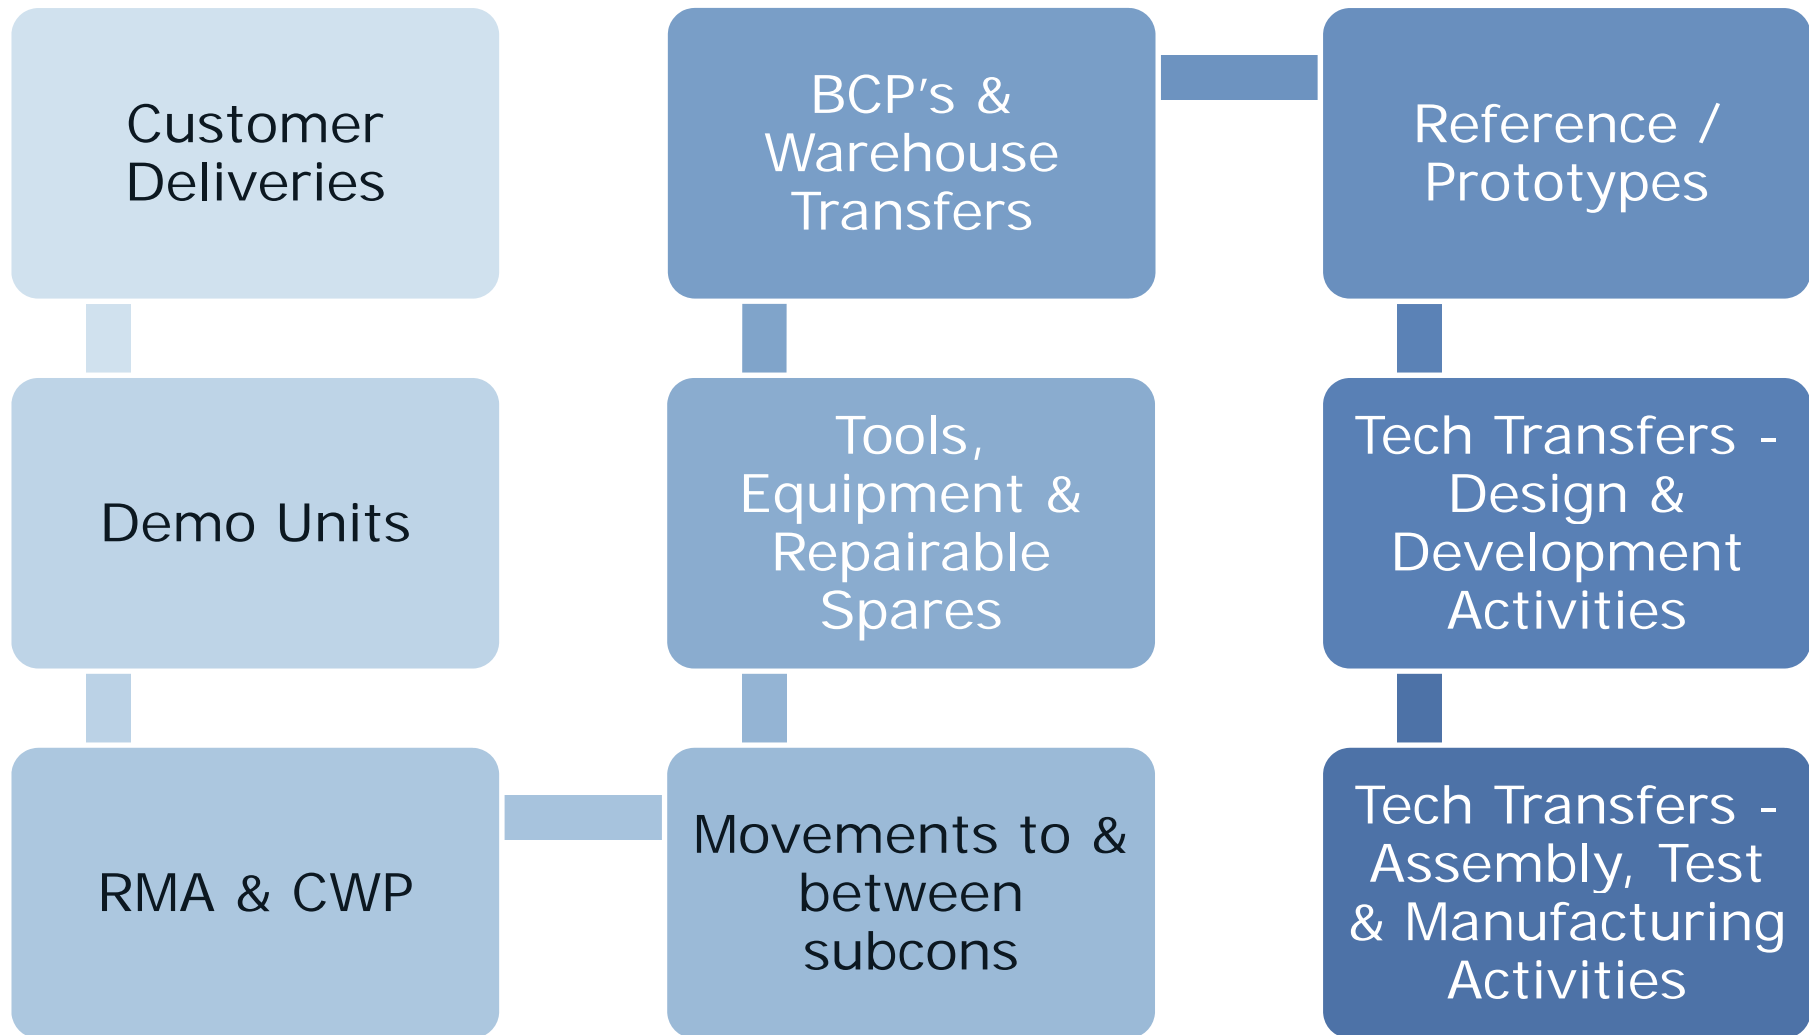 Customer
Deliveries
Demo Units
RMA & CWP
Movements to &
between
subcons
Tools,
Equipment &
Repairable
Spares
BCP's &
Warehouse
Transfers
Reference /
Prototypes
Tech Transfers -
Design &
Development
Activities
Tech Transfers -
Assembly, Test
& Manufacturing
Activities